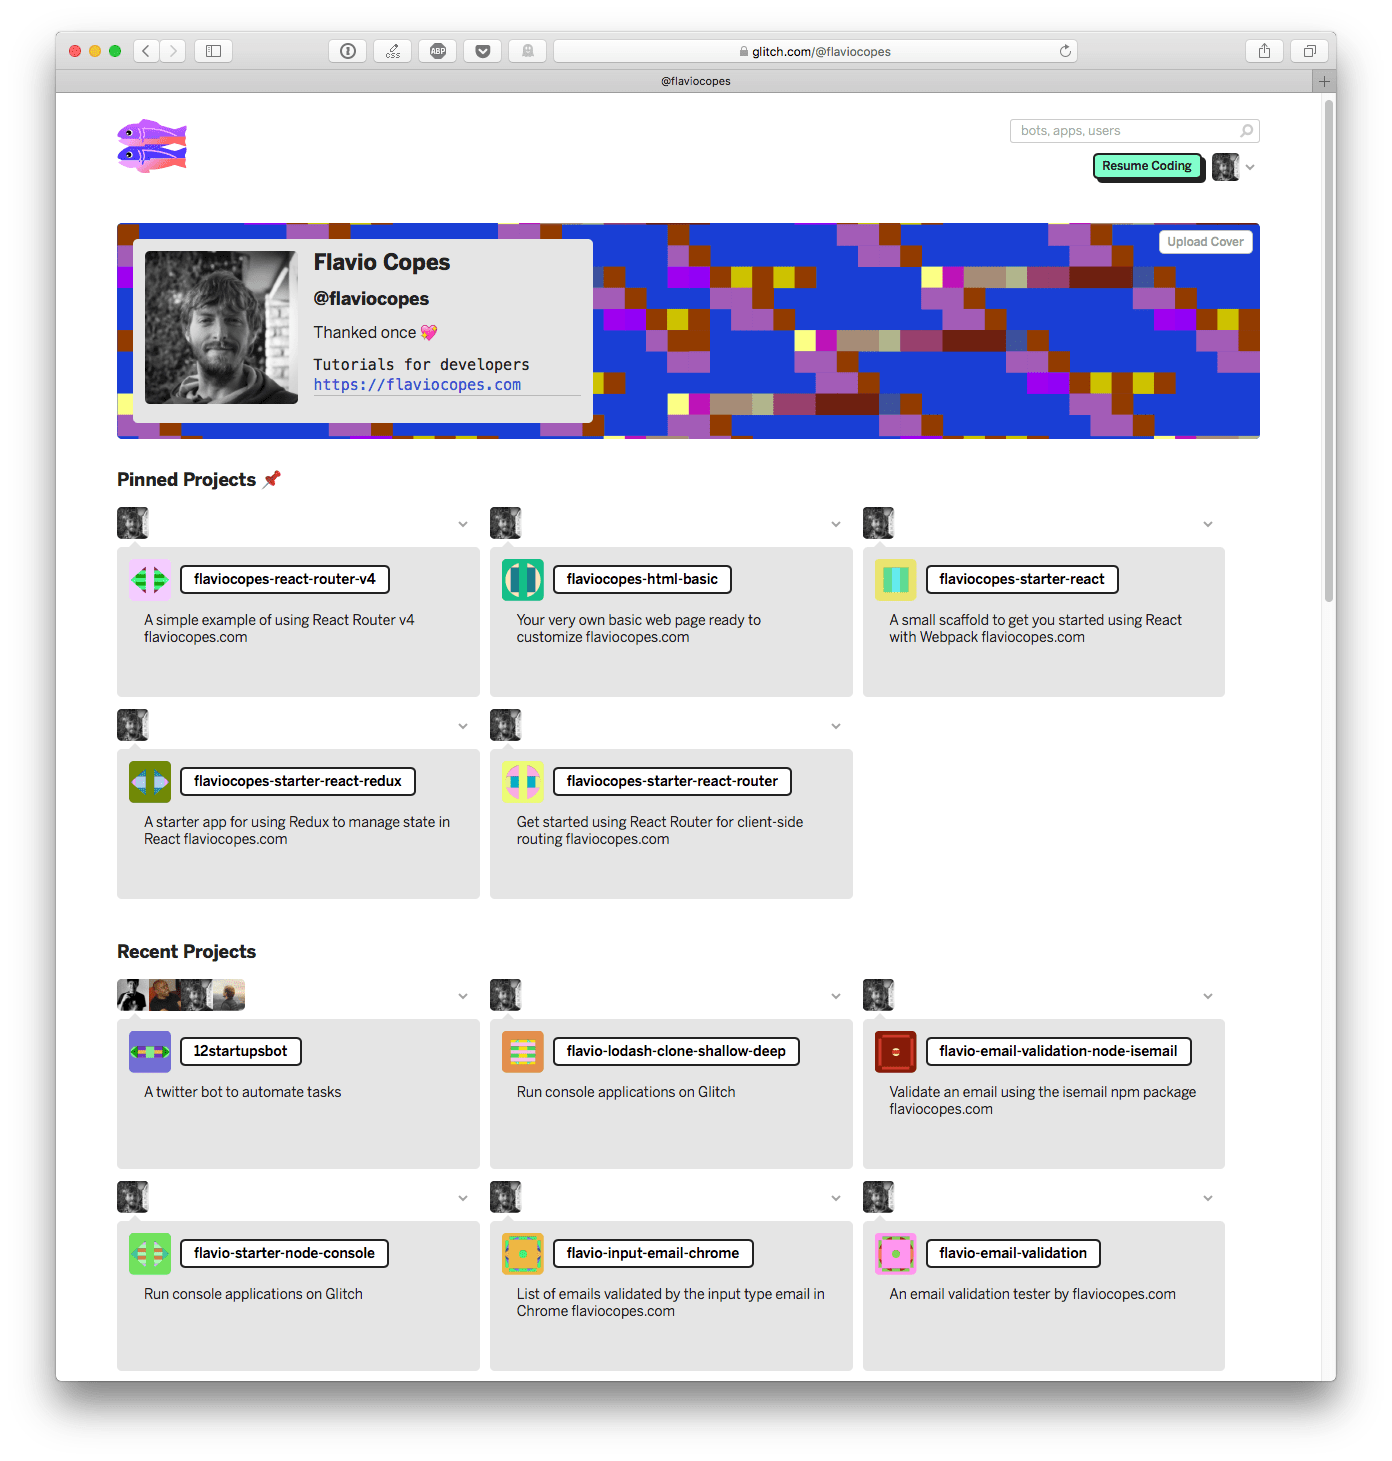 css
ABP
glitch.com/@flaviocopes
@flaviocopes
bots, apps, users
Resume Coding
Upload Cover
Flavio Copes
@flaviocopes
Thanked once 💖
Tutorials for developers
https://flaviocopes.com
Pinned Projects 📌
flaviocopes-react-router-v4
A simple example of using React Router v4
flaviocopes.com
flaviocopes-html-basic
Your very own basic web page ready to
customize flaviocopes.com
flaviocopes-starter-react
A small scaffold to get you started using React
with Webpack flaviocopes.com
flaviocopes-starter-react-redux
A starter app for using Redux to manage state in
React flaviocopes.com
flaviocopes-starter-react-router
Get started using React Router for client-side
routing flaviocopes.com
Recent Projects
12startupsbot
A twitter bot to automate tasks
flavio-lodash-clone-shallow-deep
Run console applications on Glitch
flavio-email-validation-node-isemail
Validate an email using the isemail npm package
flaviocopes.com
flavio-starter-node-console
Run console applications on Glitch
flavio-input-email-chrome
List of emails validated by the input type email in
Chrome flaviocopes.com
flavio-email-validation
An email validation tester by flaviocopes.com